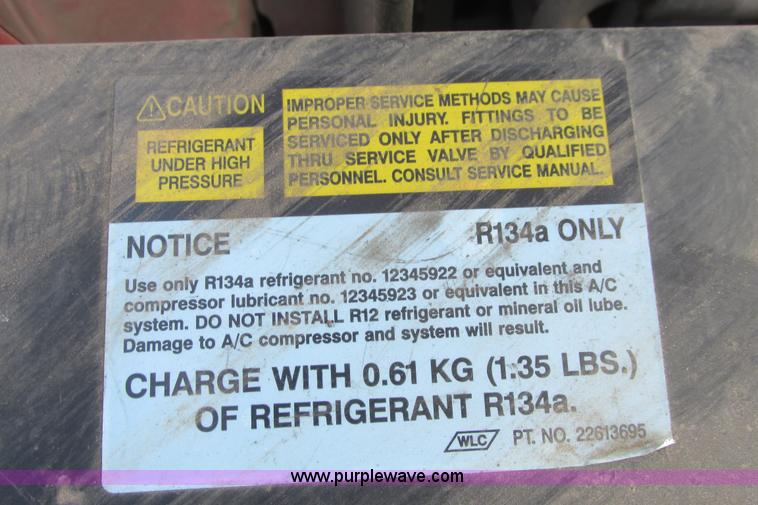 CAUTION
REFRIGERANT
UNDER HIGH
PRESSURE
IMPROPER SERVICE METHODS MAY CAUSE
PERSONAL INJURY. FITTINGS TO BE
SERVICED ONLY AFTER DISCHARGING
THRU SERVICE VALVE BY QUALIFIED
PERSONNEL. CONSULT SERVICE MANUAL.
NOTICE R134a ONLY
Use only R134a refrigerant no. 12345922 or equivalent and
compressor lubricant no. 12345923 or equivalent in this A/C
system. DO NOT INSTALL R12 refrigerant or mineral oil lube.
Damage to A/C compressor and system will result.
CHARGE WITH 0.61 KG (1.35 LBS.)
OF REFRIGERANT R134a.
WLC PT. NO. 22613695
www.purplewave.com